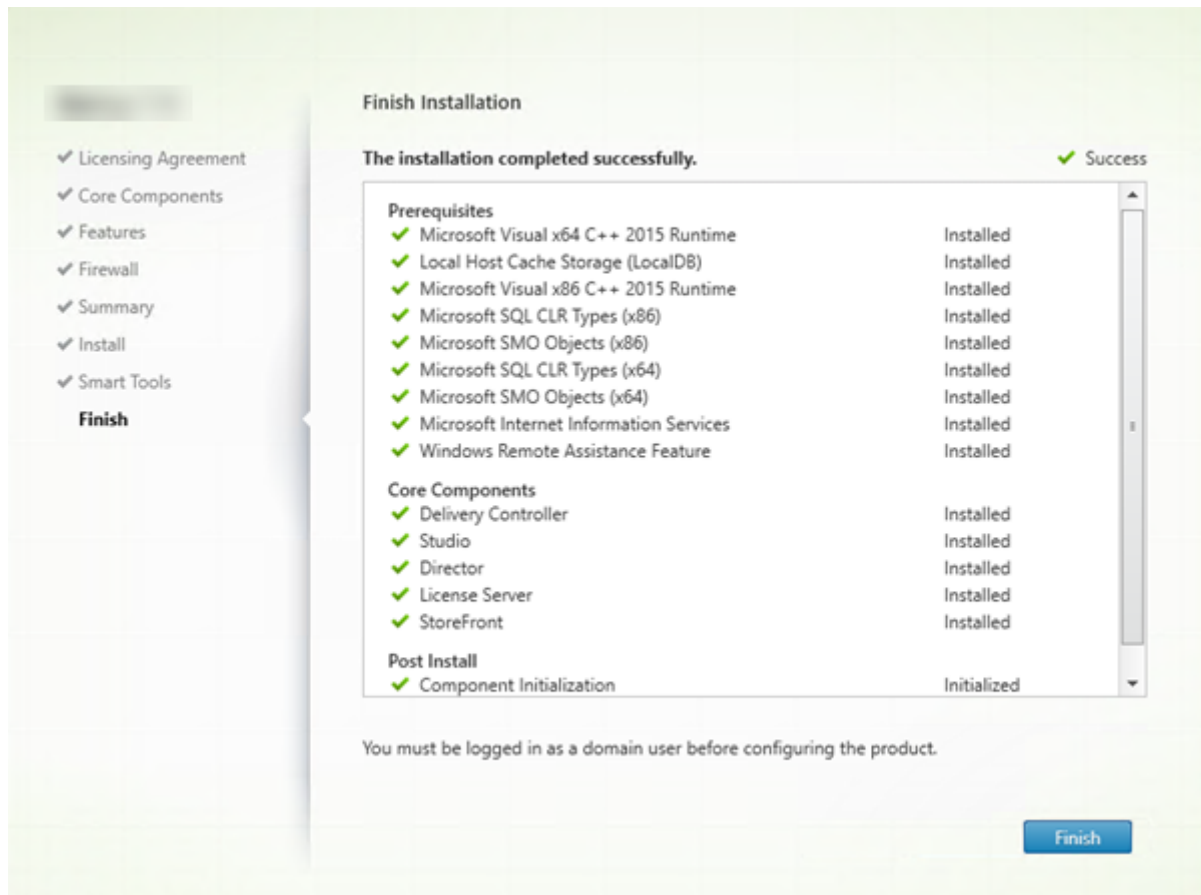 Finish Installation
Licensing Agreement
Core Components
Features
Firewall
Summary
Install
Smart Tools
Finish
The installation completed successfully. Success
Prerequisites
Microsoft Visual x64 C++ 2015 Runtime Installed
Local Host Cache Storage (LocalDB) Installed
Microsoft Visual x86 C++ 2015 Runtime Installed
Microsoft SQL CLR Types (x86) Installed
Microsoft SMO Objects (x86) Installed
Microsoft SQL CLR Types (x64) Installed
Microsoft SMO Objects (x64) Installed
Microsoft Internet Information Services Installed
Windows Remote Assistance Feature Installed
Core Components
Delivery Controller Installed
Studio Installed
Director Installed
License Server Installed
StoreFront Installed
Post Install
Component Initialization Initialized
You must be logged in as a domain user before configuring the product.
Finish